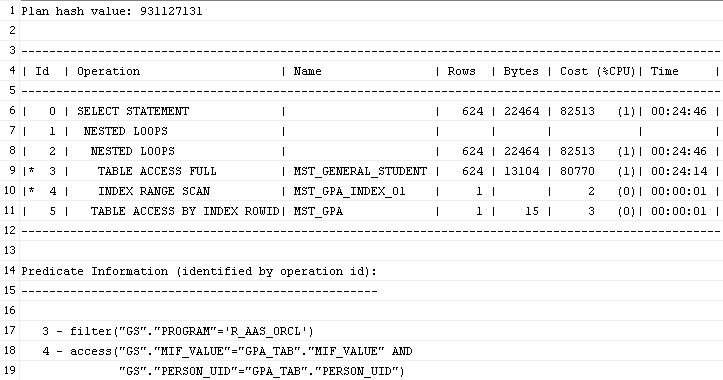 1 Plan hash value: 931127131
2
3 --------------------------------------------------------------------------------------------------
4 | Id  | Operation                    | Name                | Rows  | Bytes | Cost (%CPU)| Time     |
5 --------------------------------------------------------------------------------------------------
6 |   0 | SELECT STATEMENT             |                     |   624 | 22464 | 82513   (1)| 00:24:46 |
7 |   1 |  NESTED LOOPS                |                     |       |       |            |          |
8 |   2 |   NESTED LOOPS               |                     |   624 | 22464 | 82513   (1)| 00:24:46 |
9 |*  3 |    TABLE ACCESS FULL         | MST_GENERAL_STUDENT |   624 | 13104 | 80770   (1)| 00:24:14 |
10 |*  4 |    INDEX RANGE SCAN          | MST_GPA_INDEX_01    |     1 |       |     2   (0)| 00:00:01 |
11 |   5 |   TABLE ACCESS BY INDEX ROWID| MST_GPA             |     1 |    15 |     3   (0)| 00:00:01 |
12 --------------------------------------------------------------------------------------------------
13
14 Predicate Information (identified by operation id):
15 ---------------------------------------------------
16
17    3 - filter("GS"."PROGRAM"='R_AAS_ORCL')
18    4 - access("GS"."MIF_VALUE"="GPA_TAB"."MIF_VALUE" AND
19               "GS"."PERSON_UID"="GPA_TAB"."PERSON_UID")